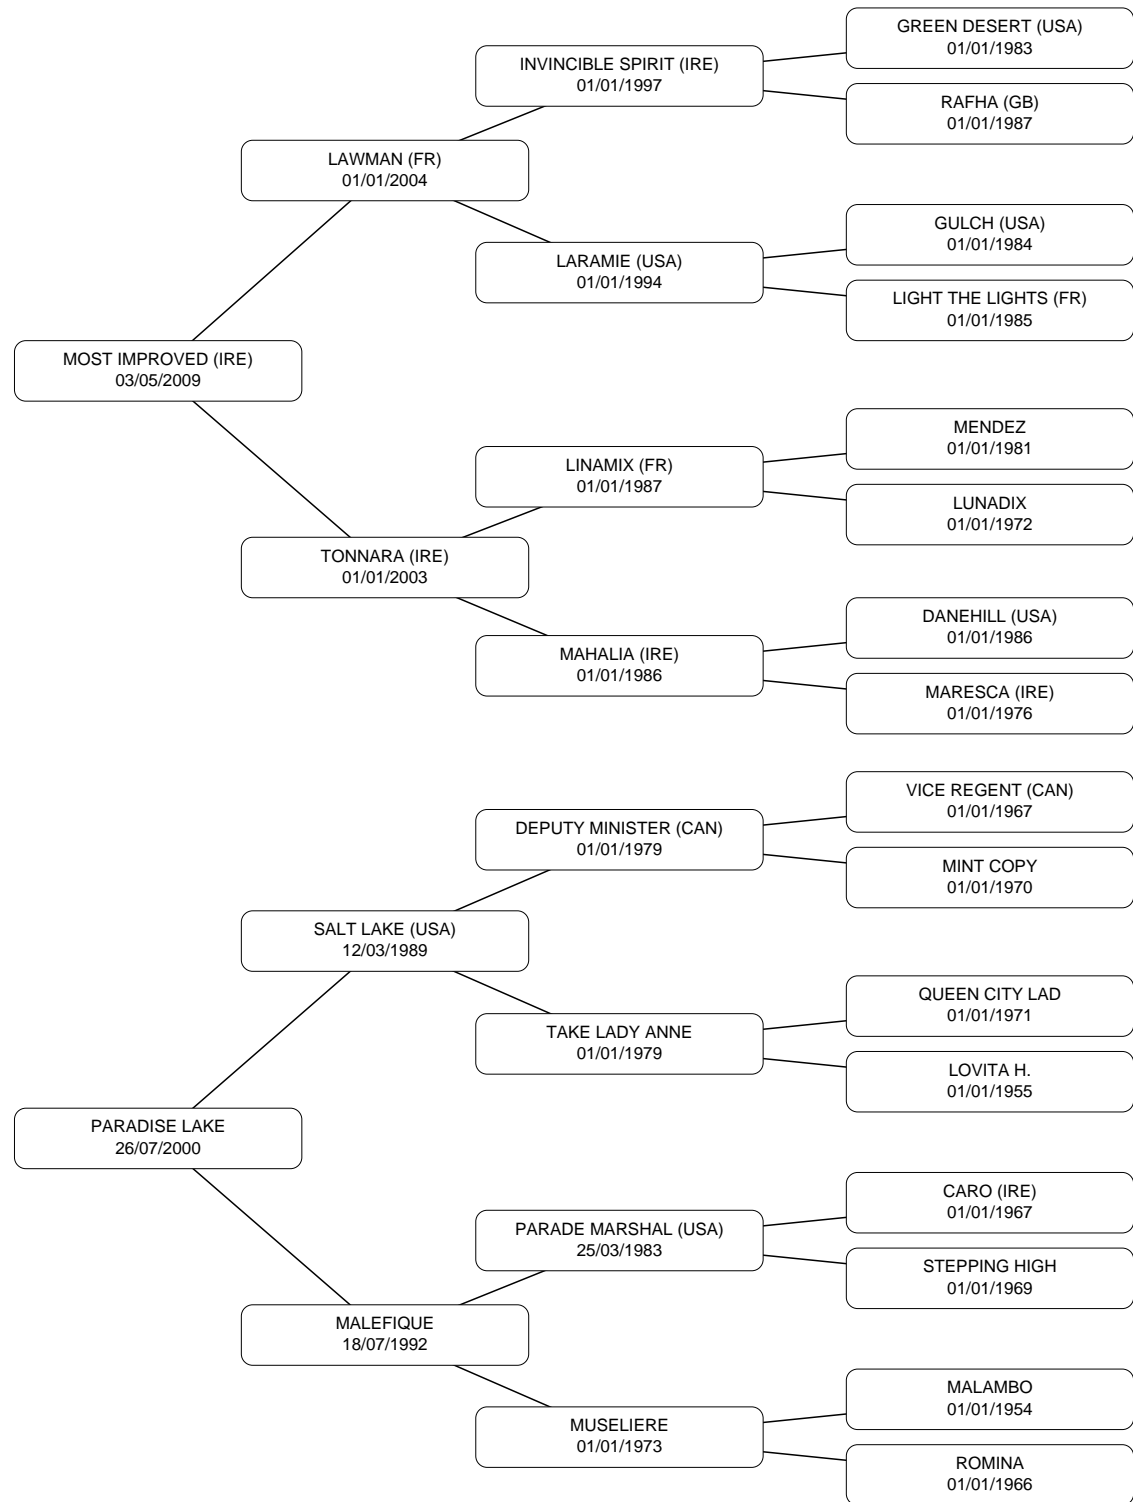 GREEN DESERT (USA)
01/01/1983
INVINCIBLE SPIRIT (IRE)
01/01/1997
RAFHA (GB)
01/01/1987
LAWMAN (FR)
01/01/2004
GULCH (USA)
01/01/1984
LARAMIE (USA)
01/01/1994
LIGHT THE LIGHTS (FR)
01/01/1985
MOST IMPROVED (IRE)
03/05/2009
MENDEZ
01/01/1981
LINAMIX (FR)
01/01/1987
LUNADIX
01/01/1972
TONNARA (IRE)
01/01/2003
DANEHILL (USA)
01/01/1986
MAHALIA (IRE)
01/01/1986
MARESCA (IRE)
01/01/1976
VICE REGENT (CAN)
01/01/1967
DEPUTY MINISTER (CAN)
01/01/1979
MINT COPY
01/01/1970
SALT LAKE (USA)
12/03/1989
QUEEN CITY LAD
01/01/1971
TAKE LADY ANNE
01/01/1979
LOVITA H.
01/01/1955
PARADISE LAKE
26/07/2000
CARO (IRE)
01/01/1967
PARADE MARSHAL (USA)
25/03/1983
STEPPING HIGH
01/01/1969
MALEFIQUE
18/07/1992
MALAMBO
01/01/1954
MUSELIERE
01/01/1973
ROMINA
01/01/1966